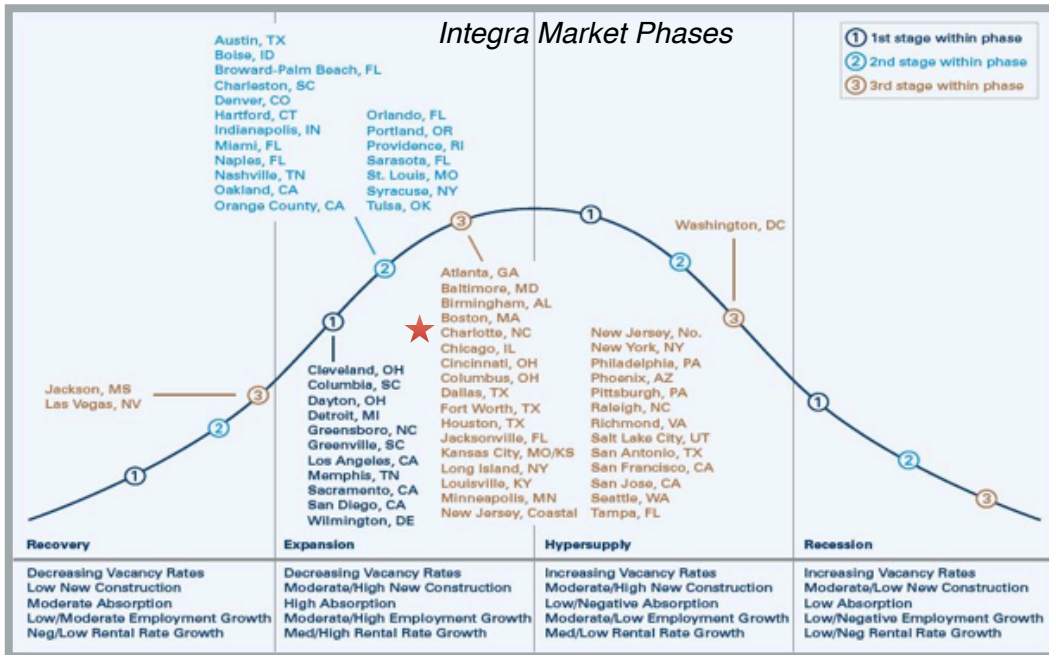 Integra Market Phases
1 1st stage within phase
2 2nd stage within phase
3 3rd stage within phase
Austin, TX
Boise, ID
Broward-Palm Beach, FL
Charleston, SC
Denver, CO
Hartford, CT
Indianapolis, IN
Miami, FL
Naples, FL
Nashville, TN
Oakland, CA
Orange County, CA
Orlando, FL
Portland, OR
Providence, RI
Sarasota, FL
St. Louis, MO
Syracuse, NY
Tulsa, OK
Washington, DC
3
1
2
2
1
3
Atlanta, GA
Baltimore, MD
Birmingham, AL
Boston, MA
Charlotte, NC
Chicago, IL
Cincinnati, OH
Columbus, OH
Dallas, TX
Fort Worth, TX
Houston, TX
Jacksonville, FL
Kansas City, MO/KS
Long Island, NY
Louisville, KY
Minneapolis, MN
New Jersey, Coastal
New Jersey, No.
New York, NY
Philadelphia, PA
Phoenix, AZ
Pittsburgh, PA
Raleigh, NC
Richmond, VA
Salt Lake City, UT
San Antonio, TX
San Francisco, CA
San Jose, CA
Seattle, WA
Tampa, FL
Cleveland, OH
Columbia, SC
Dayton, OH
Detroit, MI
Greensboro, NC
Greenville, SC
Los Angeles, CA
Memphis, TN
Sacramento, CA
San Diego, CA
Wilmington, DE
Jackson, MS
Las Vegas, NV
3
2
1
1
2
3
Recovery
Decreasing Vacancy Rates
Low New Construction
Moderate Absorption
Low/Moderate Employment Growth
Neg/Low Rental Rate Growth
Expansion
Decreasing Vacancy Rates
Moderate/High New Construction
High Absorption
Moderate/High Employment Growth
Med/High Rental Rate Growth
Hypersupply
Increasing Vacancy Rates
Moderate/High New Construction
Low/Negative Absorption
Moderate/Low Employment Growth
Med/Low Rental Rate Growth
Recession
Increasing Vacancy Rates
Moderate/Low New Construction
Low Absorption
Low/Negative Employment Growth
Low/Neg Rental Rate Growth